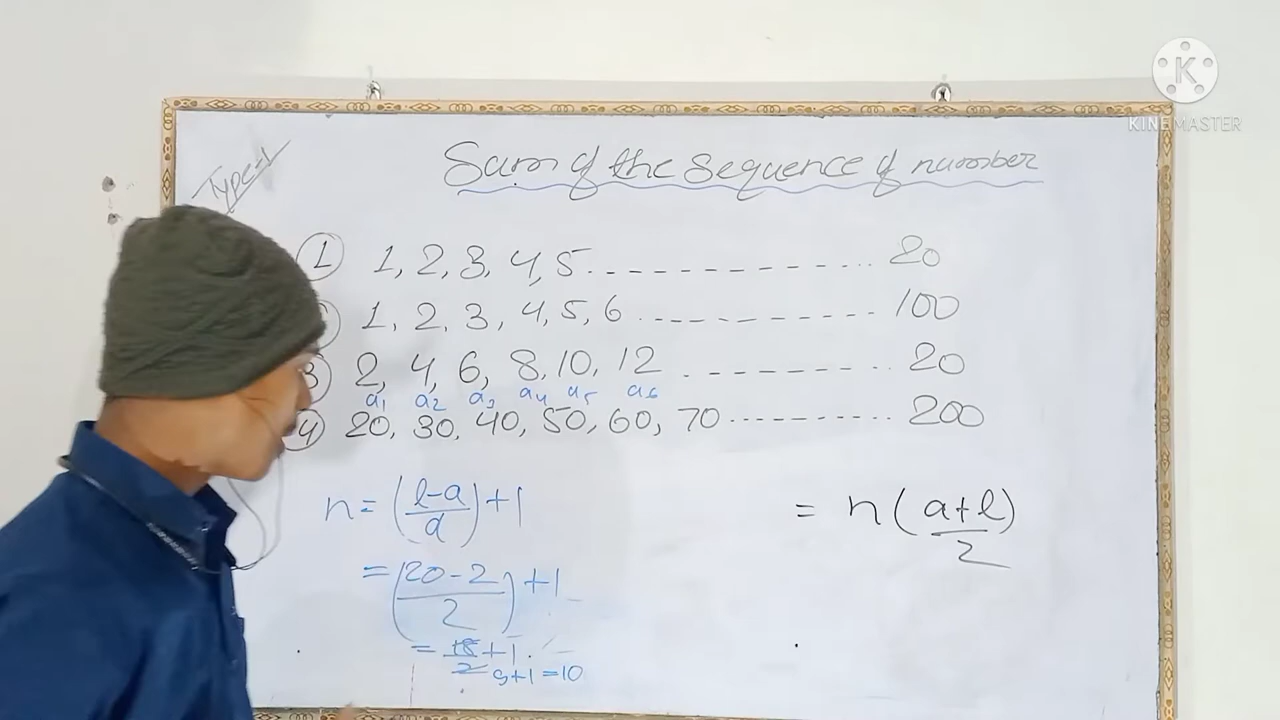 KINEMASTER
Type-1
Sum of the Sequence of number
1 1, 2, 3, 4, 5. - - - - - - - - - - - - .. 20
1, 2, 3, 4, 5, 6 . - - - - - - - - - - 100
3 2, 4, 6, 8, 10, 12 . - - - - - - - - .. 20
a1 a2 a3 a4 a5 a6
4 20, 30, 40, 50, 60, 70 - - - - - - - - - 200
n = (l-a/d) + 1
= n (a+l/2)
= (20-2/2) + 1
= 18/2 + 1.
9+1 = 10